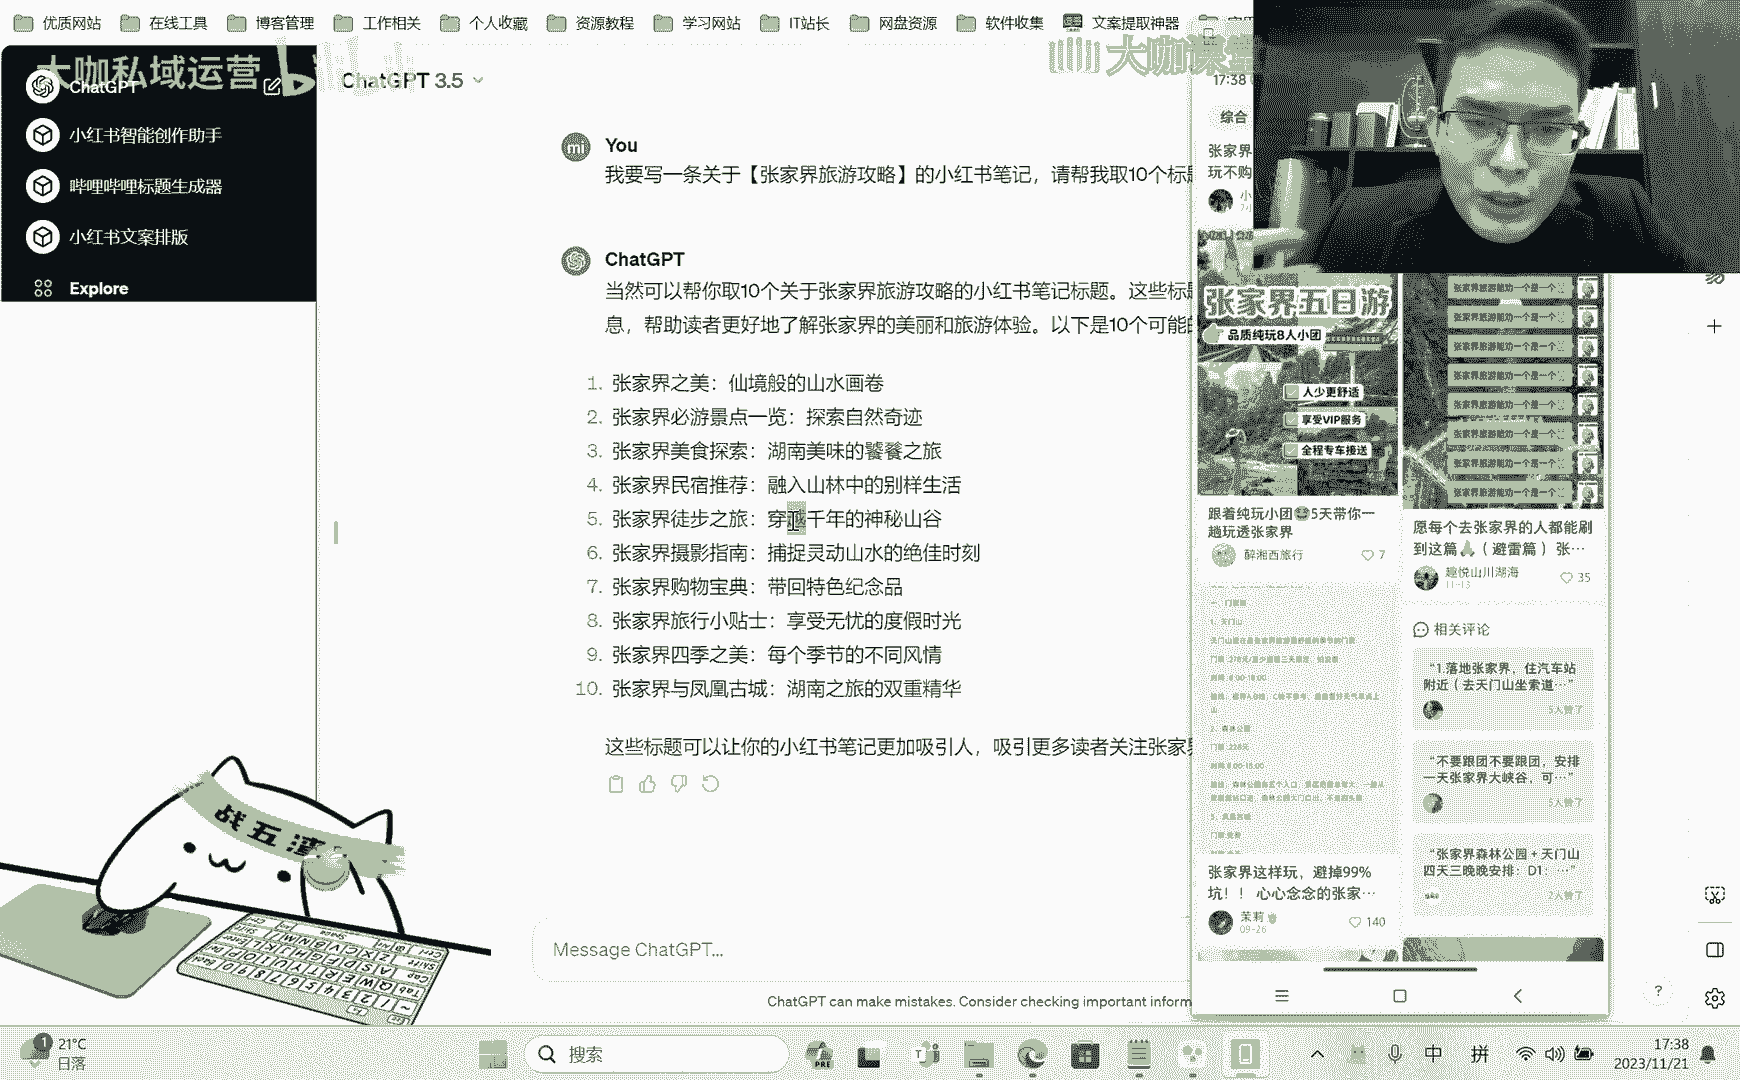 优质网站
在线工具
博客管理
工作相关
个人收藏
资源教程
学习网站
IT站长
网盘资源
软件收集
文案提取神器
大咖私域运营
大咖课堂
ChatGPT
小红书智能创作助手
哔哩哔哩标题生成器
小红书文案排版
Explore
ChatGPT 3.5
You
我要写一条关于【张家界旅游攻略】的小红书笔记，请帮我取10个标题
ChatGPT
当然可以帮你取10个关于张家界旅游攻略的小红书笔记标题。这些标题
息，帮助读者更好地了解张家界的美丽和旅游体验。以下是10个可能的
1. 张家界之美：仙境般的山水画卷
2. 张家界必游景点一览：探索自然奇迹
3. 张家界美食探索：湖南美味的饕餮之旅
4. 张家界民宿推荐：融入山林中的别样生活
5. 张家界徒步之旅：穿越千年的神秘山谷
6. 张家界摄影指南：捕捉灵动山水的绝佳时刻
7. 张家界购物宝典：带回特色纪念品
8. 张家界旅行小贴士：享受无忧的度假时光
9. 张家界四季之美：每个季节的不同风情
10. 张家界与凤凰古城：湖南之旅的双重精华
这些标题可以让你的小红书笔记更加吸引人，吸引更多读者关注张家界
Message ChatGPT...
ChatGPT can make mistakes. Consider checking important inform
战五渣
17:38
综合
张家界
玩不购
张家界五日游
品质纯玩8人小团
人少更舒适
享受VIP服务
全程专车接送
跟着纯玩小团5天带你一
趟玩透张家界
醉湘西旅行
7
愿每个去张家界的人都能刷
到这篇（避雷篇）张…
趣悦山川湖海
11-13
35
相关评论
“1.落地张家界，住汽车站
附近（去天门山坐索道…”
5人赞了
“不要跟团不要跟团，安排
一天张家界大峡谷，可…”
5人赞了
“张家界森林公园+天门山
四天三晚晚安排：D1：…”
2人赞了
张家界这样玩，避掉99%
坑！！心心念念的张家…
茉莉
09-26
140
?
1
21°C
日落
搜索
PRE
中
拼
17:38
2023/11/21